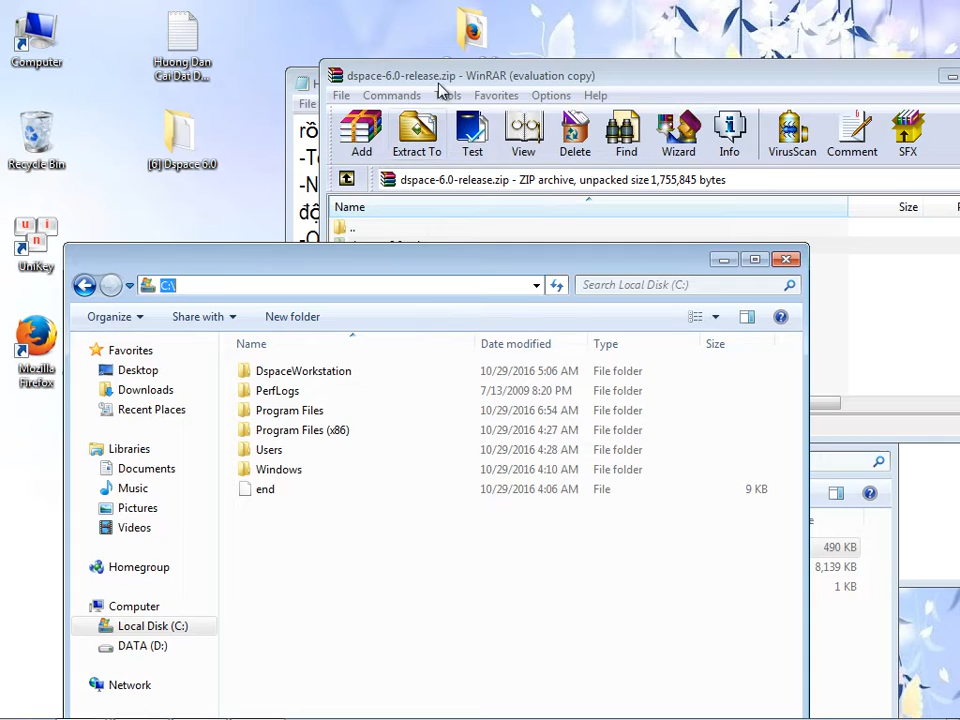 Computer
Huong Dan
Cai Dat D...
Recycle Bin
[6] Dspace 6.0
UniKey
Mozilla
Firefox
File
rồ
-N
độ
dspace-6.0-release.zip - WinRAR (evaluation copy)
File Commands Tools Favorites Options Help
Add Extract To Test View Delete Find Wizard Info VirusScan Comment SFX
dspace-6.0-release.zip - ZIP archive, unpacked size 1,755,845 bytes
Name Size
..
C:\ Search Local Disk (C:)
Organize Share with New folder
Name Date modified Type Size
DspaceWorkstation 10/29/2016 5:06 AM File folder
PerfLogs 7/13/2009 8:20 PM File folder
Program Files 10/29/2016 6:54 AM File folder
Program Files (x86) 10/29/2016 4:27 AM File folder
Users 10/29/2016 4:28 AM File folder
Windows 10/29/2016 4:10 AM File folder
end 10/29/2016 4:06 AM File 9 KB
Favorites
Desktop
Downloads
Recent Places
Libraries
Documents
Music
Pictures
Videos
Homegroup
Computer
Local Disk (C:)
DATA (D:)
Network
490 KB
8,139 KB
1 KB